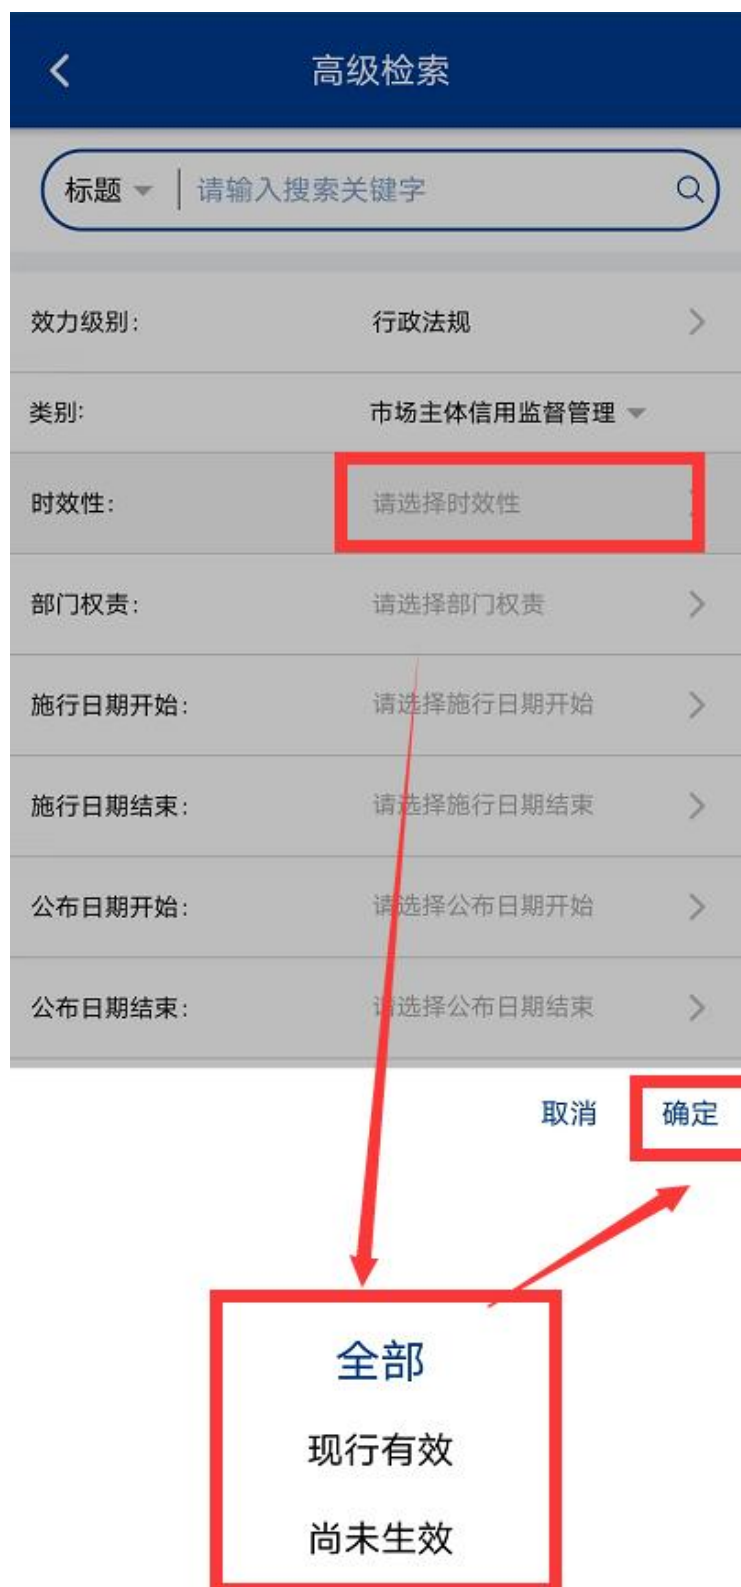 高级检索
标题 请输入搜索关键字
效力级别: 行政法规
类别: 市场主体信用监督管理
时效性: 请选择时效性
部门权责: 请选择部门权责
施行日期开始: 请选择施行日期开始
施行日期结束: 请选择施行日期结束
公布日期开始: 请选择公布日期开始
公布日期结束: 请选择公布日期结束
取消 确定
全部
现行有效
尚未生效